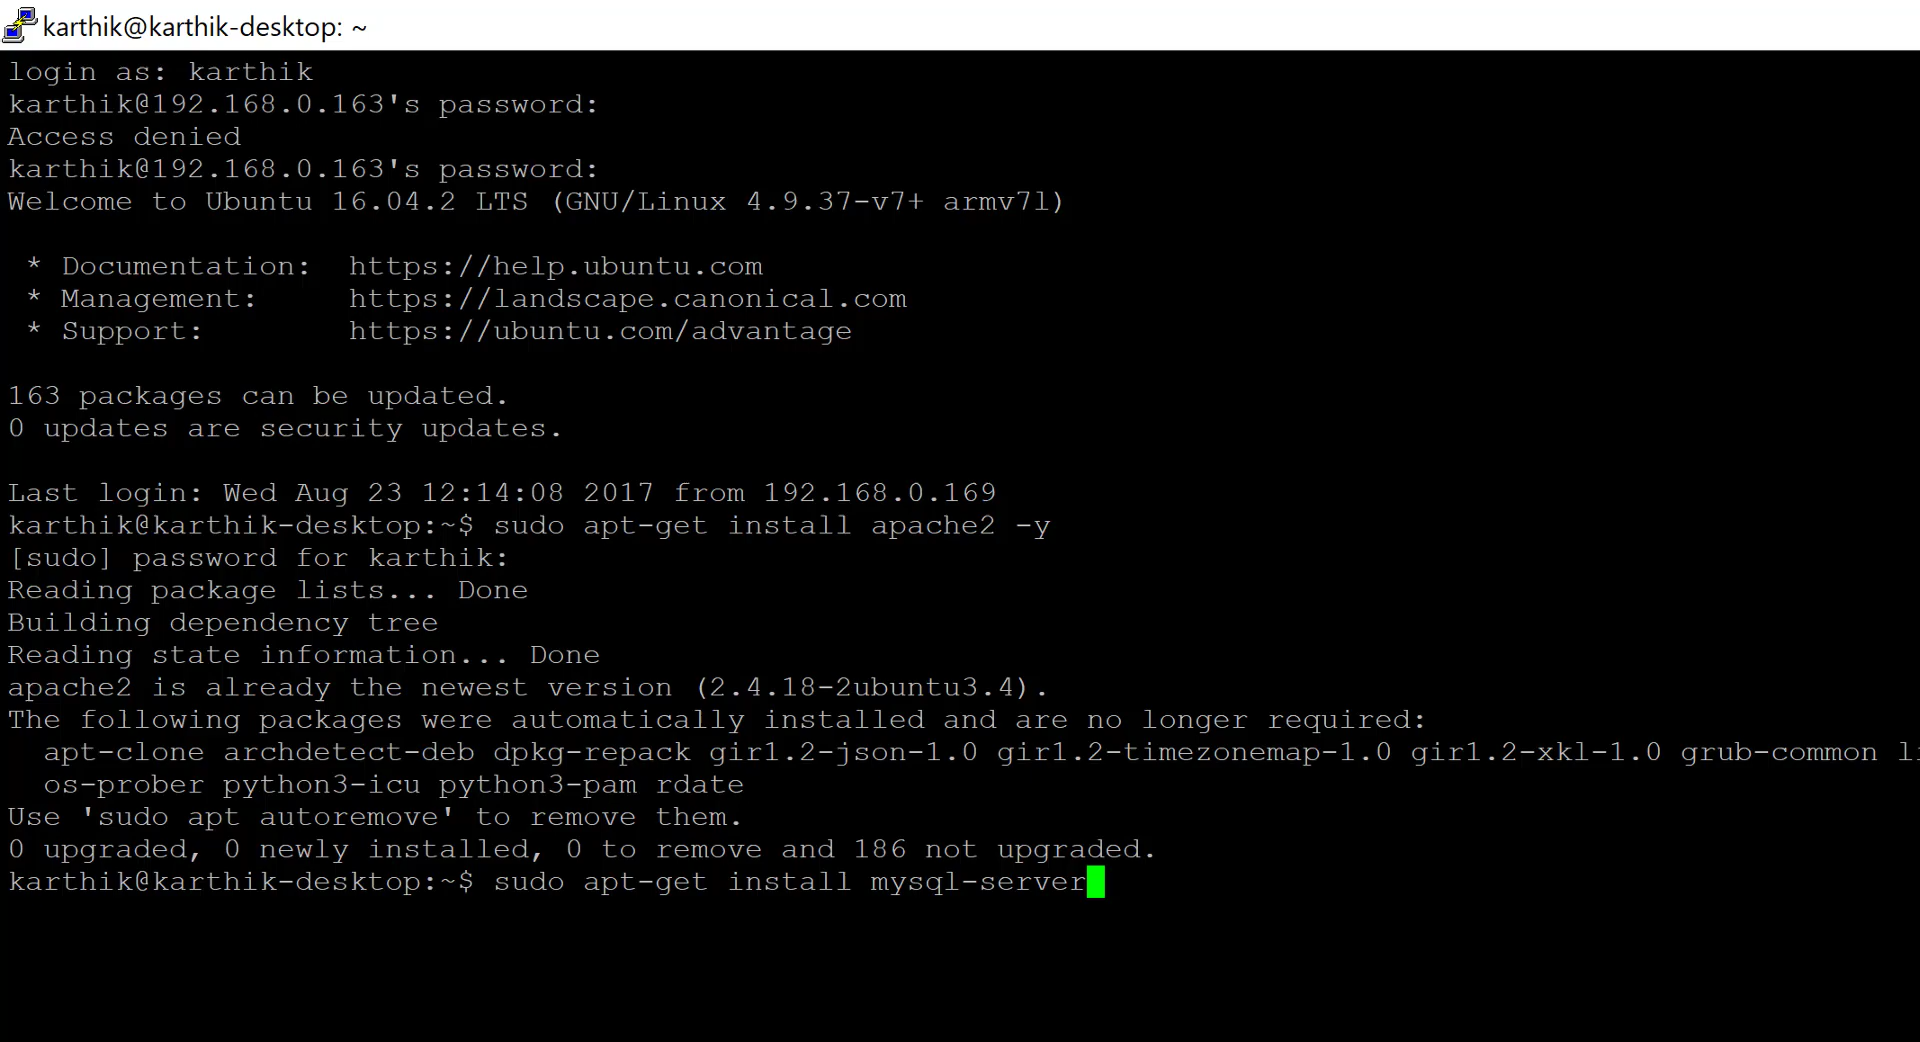 karthik@karthik-desktop: ~
login as: karthik
karthik@192.168.0.163's password:
Access denied
karthik@192.168.0.163's password:
Welcome to Ubuntu 16.04.2 LTS (GNU/Linux 4.9.37-v7+ armv7l)
* Documentation:  https://help.ubuntu.com
* Management:     https://landscape.canonical.com
* Support:        https://ubuntu.com/advantage
163 packages can be updated.
0 updates are security updates.
Last login: Wed Aug 23 12:14:08 2017 from 192.168.0.169
karthik@karthik-desktop:~$ sudo apt-get install apache2 -y
[sudo] password for karthik:
Reading package lists... Done
Building dependency tree
Reading state information... Done
apache2 is already the newest version (2.4.18-2ubuntu3.4).
The following packages were automatically installed and are no longer required:
apt-clone archdetect-deb dpkg-repack gir1.2-json-1.0 gir1.2-timezonemap-1.0 gir1.2-xkl-1.0 grub-common
os-prober python3-icu python3-pam rdate
Use 'sudo apt autoremove' to remove them.
0 upgraded, 0 newly installed, 0 to remove and 186 not upgraded.
karthik@karthik-desktop:~$ sudo apt-get install mysql-server